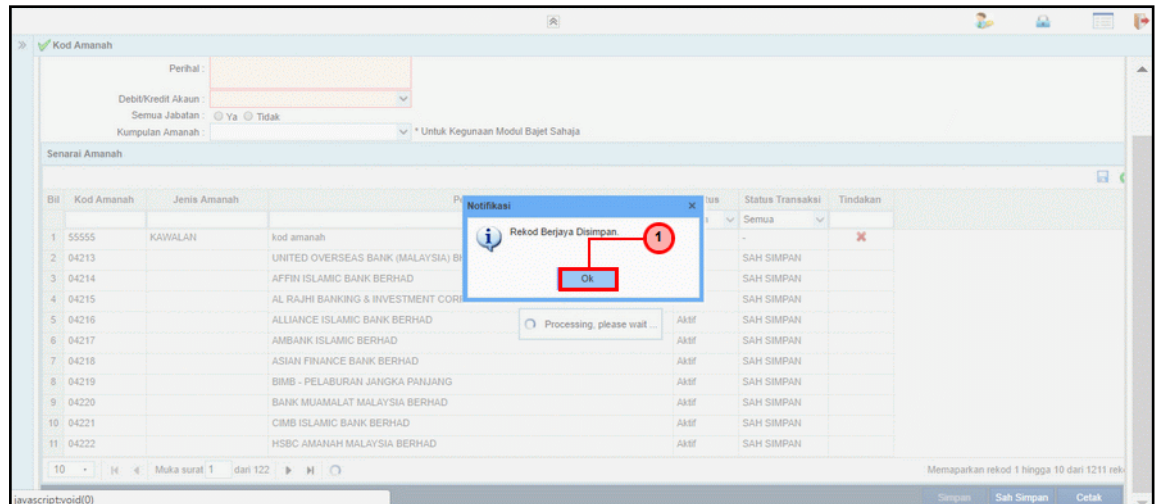 Kod Amanah
Perihal :
Debit/Kredit Akaun :
Semua Jabatan : Ya Tidak
Kumpulan Amanah : * Untuk Kegunaan Modul Bajet Sahaja
Senarai Amanah
Bil Kod Amanah Jenis Amanah Status Transaksi Tindakan
Semua
Notifikasi
Rekod Berjaya Disimpan.
1
Ok
Processing, please wait ...
1 55555 KAWALAN kod amanah -
2 04213 UNITED OVERSEAS BANK (MALAYSIA) SAH SIMPAN
3 04214 AFFIN ISLAMIC BANK BERHAD SAH SIMPAN
4 04215 AL RAJHI BANKING & INVESTMENT SAH SIMPAN
5 04216 ALLIANCE ISLAMIC BANK BERHAD Aktif SAH SIMPAN
6 04217 AMBANK ISLAMIC BERHAD Aktif SAH SIMPAN
7 04218 ASIAN FINANCE BANK BERHAD Aktif SAH SIMPAN
8 04219 BIMB - PELABURAN JANGKA PANJANG Aktif SAH SIMPAN
9 04220 BANK MUAMALAT MALAYSIA BERHAD Aktif SAH SIMPAN
10 04221 CIMB ISLAMIC BANK BERHAD Aktif SAH SIMPAN
11 04222 HSBC AMANAH MALAYSIA BERHAD Aktif SAH SIMPAN
10 Muka surat 1 dari 122 Memaparkan rekod 1 hingga 10 dari 1211 rek
javascript:void(0) Simpan Sah Simpan Cetak